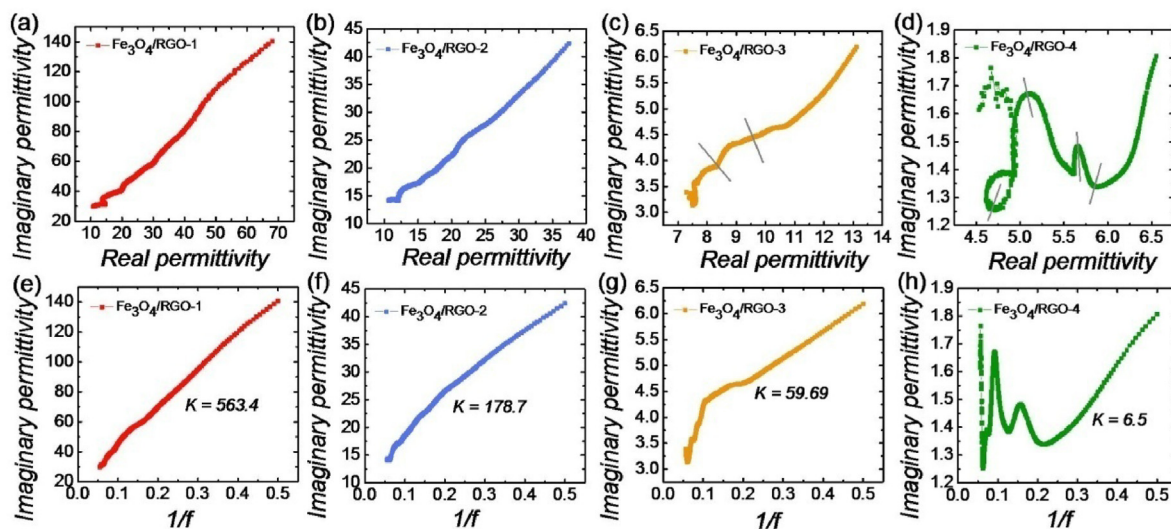 (a) (b) (c) (d)
Fe3O4/RGO-1 Fe3O4/RGO-2 Fe3O4/RGO-3 Fe3O4/RGO-4
Imaginary permittivity Imaginary permittivity Imaginary permittivity Imaginary permittivity
140 120 100 80 60 40 20
45 40 35 30 25 20 15 10
6.5 6.0 5.5 5.0 4.5 4.0 3.5 3.0
1.9 1.8 1.7 1.6 1.5 1.4 1.3 1.2
10 20 30 40 50 60 70
10 15 20 25 30 35 40
7 8 9 10 11 12 13 14
4.5 5.0 5.5 6.0 6.5
Real permittivity Real permittivity Real permittivity Real permittivity
(e) (f) (g) (h)
Fe3O4/RGO-1 Fe3O4/RGO-2 Fe3O4/RGO-3 Fe3O4/RGO-4
Imaginary permittivity Imaginary permittivity Imaginary permittivity Imaginary permittivity
140 120 100 80 60 40 20
45 40 35 30 25 20 15 10
6.5 6.0 5.5 5.0 4.5 4.0 3.5 3.0
1.9 1.8 1.7 1.6 1.5 1.4 1.3 1.2
K = 563.4 K = 178.7 K = 59.69 K = 6.5
0.0 0.1 0.2 0.3 0.4 0.5
0.0 0.1 0.2 0.3 0.4 0.5
0.0 0.1 0.2 0.3 0.4 0.5
0.0 0.1 0.2 0.3 0.4 0.5
1/f 1/f 1/f 1/f